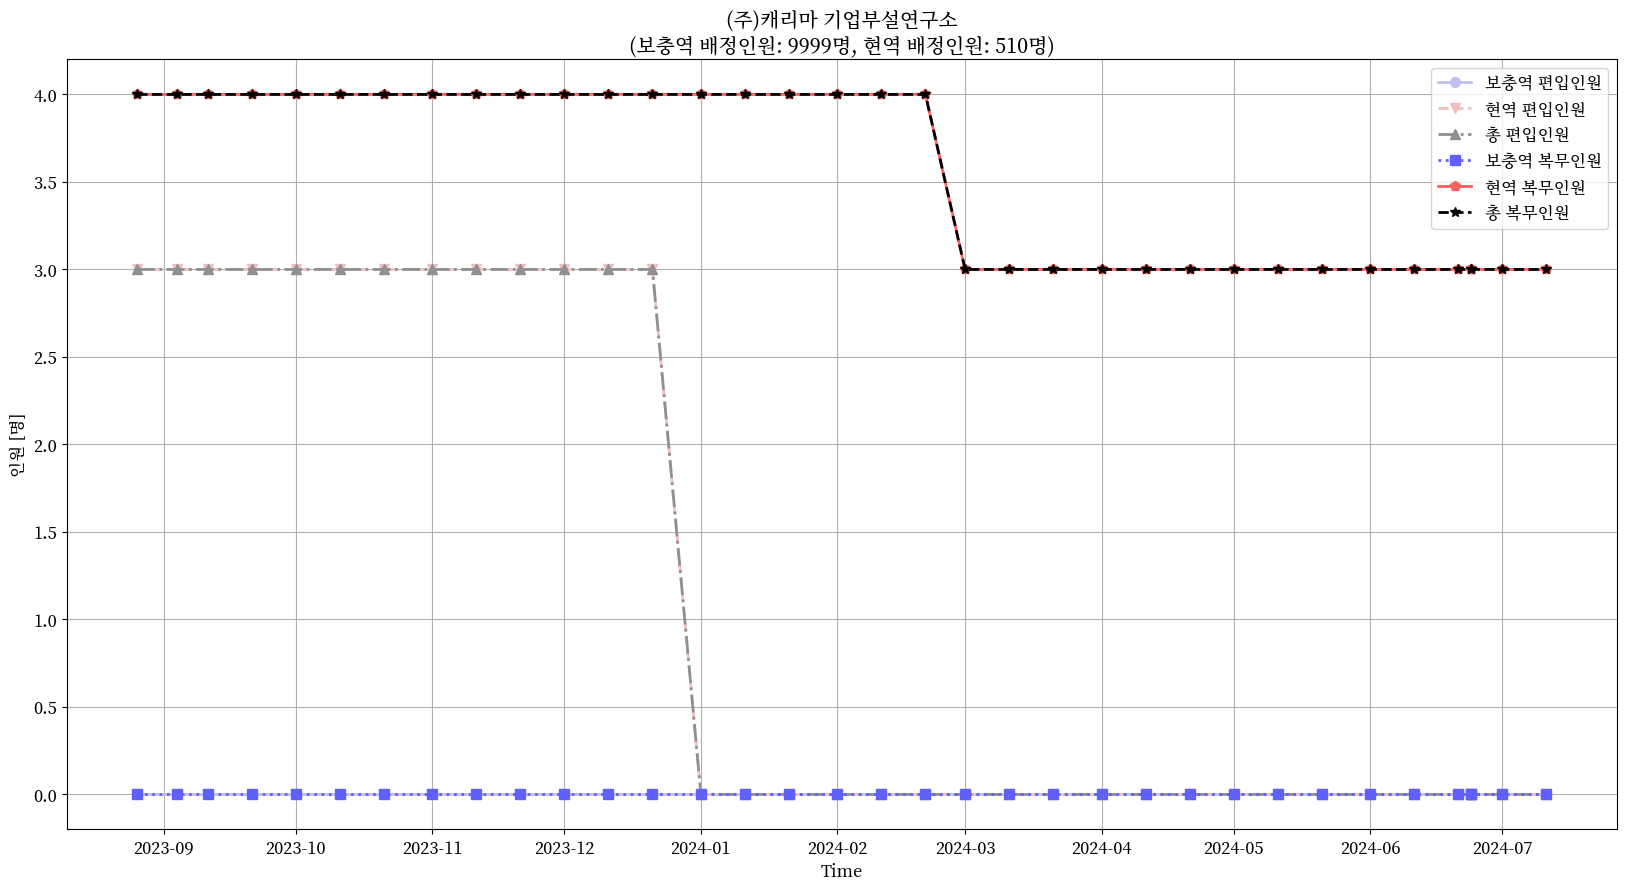 (주)캐리마 기업부설연구소
(보충역 배정인원: 9999명, 현역 배정인원: 510명)
보충역 편입인원
현역 편입인원
총 편입인원
보충역 복무인원
현역 복무인원
총 복무인원
4.0
3.5
3.0
2.5
2.0
1.5
1.0
0.5
0.0
인원 [명]
2023-09
2023-10
2023-11
2023-12
2024-01
2024-02
2024-03
2024-04
2024-05
2024-06
2024-07
Time